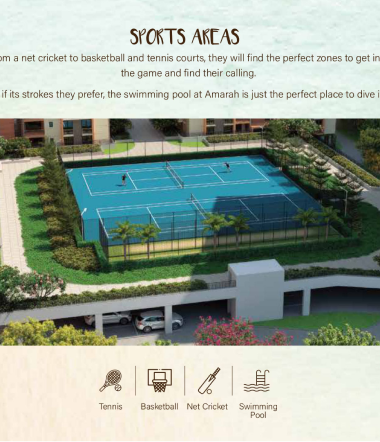 SPORTS AREAS
om a net cricket to basketball and tennis courts, they will find the perfect zones to get in
the game and find their calling.
if its strokes they prefer, the swimming pool at Amarah is just the perfect place to dive i
Tennis
Basketball
Net Cricket
Swimming
Pool